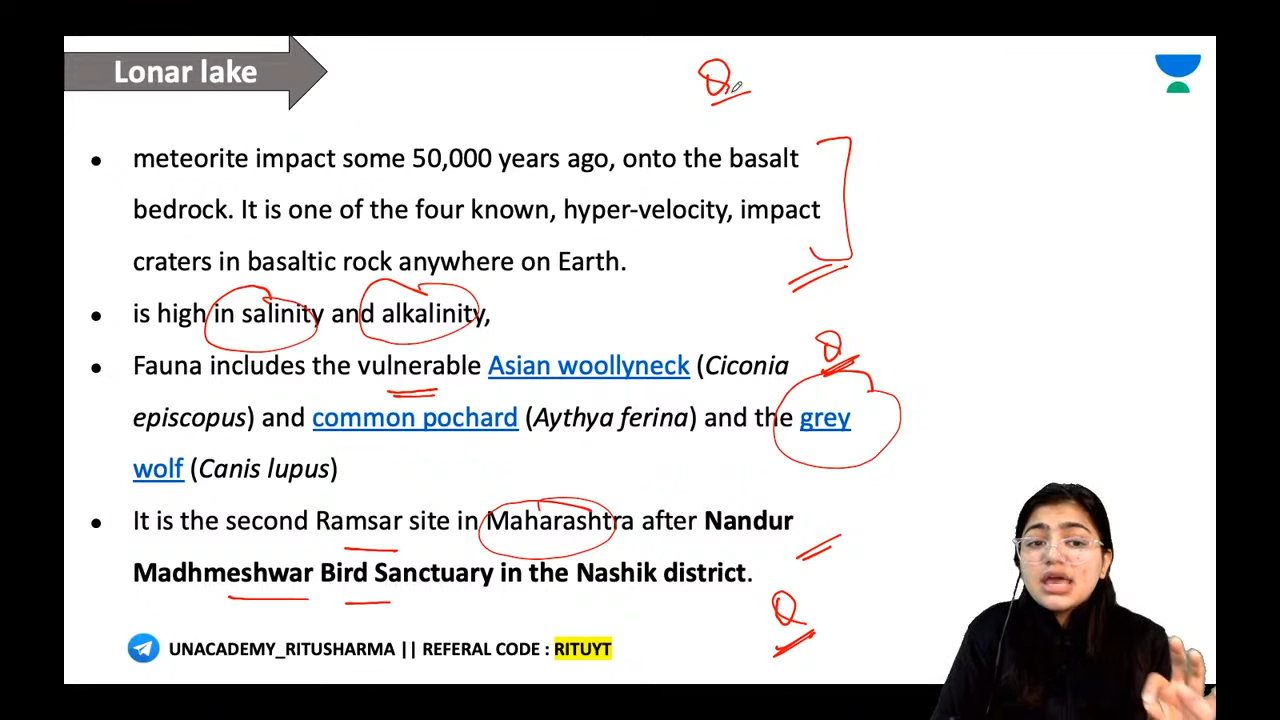 Lonar lake
Q
meteorite impact some 50,000 years ago, onto the basalt
bedrock. It is one of the four known, hyper-velocity, impact
craters in basaltic rock anywhere on Earth.
is high in salinity and alkalinity,
Q
Fauna includes the vulnerable Asian woollyneck (Ciconia
episcopus) and common pochard (Aythya ferina) and the grey
wolf (Canis lupus)
It is the second Ramsar site in Maharashtra after Nandur
Madhmeshwar Bird Sanctuary in the Nashik district.
Q
UNACADEMY_RITUSHARMA || REFERAL CODE : RITUYT